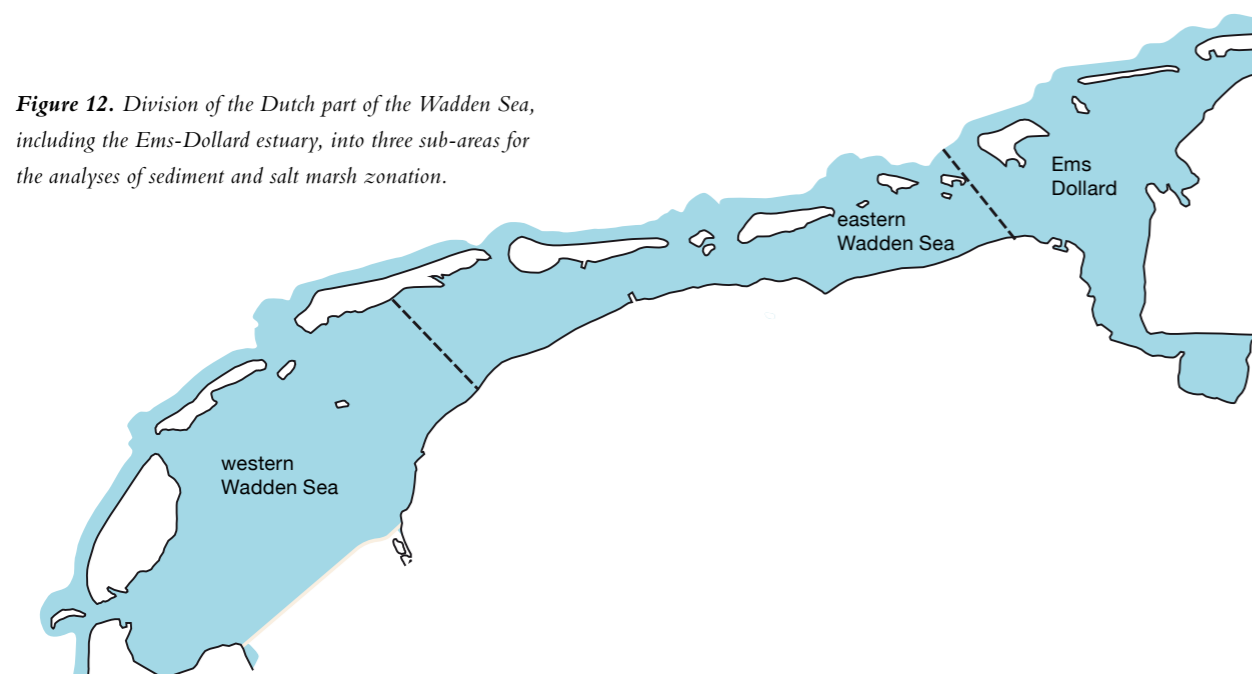 Figure 12. Division of the Dutch part of the Wadden Sea,
including the Ems-Dollard estuary, into three sub-areas for
the analyses of sediment and salt marsh zonation.
Ems
Dollard
eastern
Wadden Sea
western
Wadden Sea